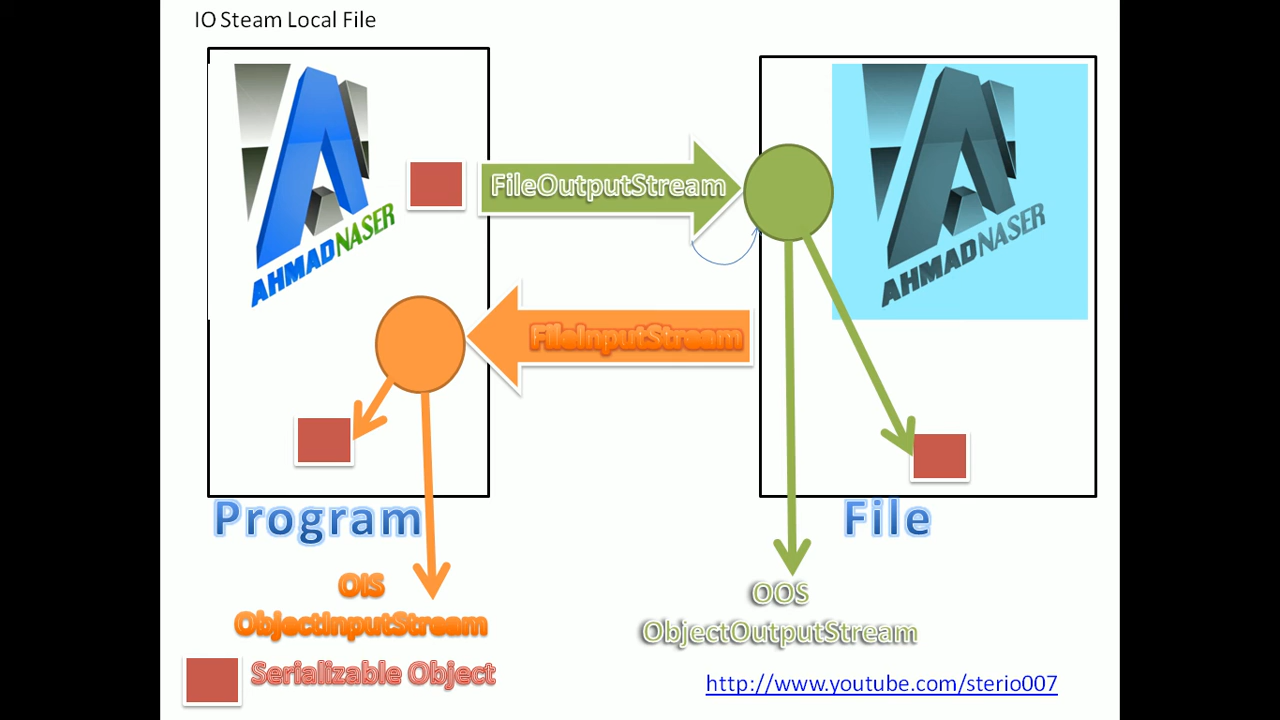 IO Steam Local File
AHMADNASER
AHMADNASER
FileOutputStream
FileInputStream
Program
File
OIS
ObjectInputStream
OOS
ObjectOutputStream
Serializable Object
http://www.youtube.com/sterio007